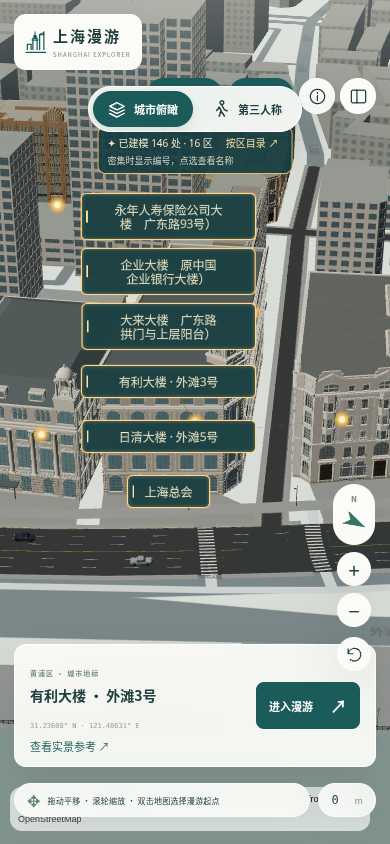 上海漫游
SHANGHAI EXPLORER
城市俯瞰
第三人称
✦ 已建模 146 处 · 16 区 按区目录 ↗
密集时显示编号，点选查看名称
永年人寿保险公司大
楼 广东路93号）
企业大楼 原中国
企业银行大楼）
大来大楼 广东路
拱门与上层阳台）
有利大楼 · 外滩3号
日清大楼 · 外滩5号
上海总会
N
+
−
黄浦区 · 城市地标
有利大楼 · 外滩3号
31.23608° N · 121.48631° E
进入漫游 ↗
查看实景参考 ↗
拖动平移 · 滚轮缩放 · 双击地图选择漫游起点
0 m
OpenStreetMap